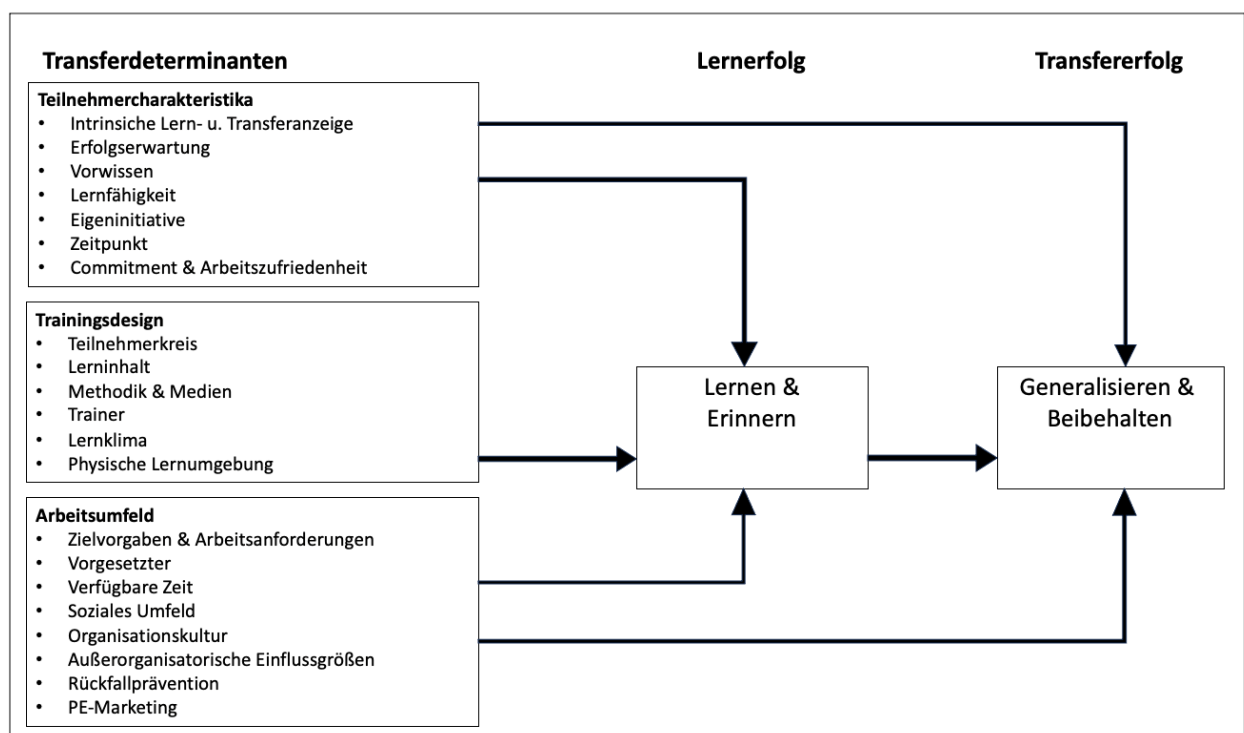 Transferdeterminanten
Lernerfolg
Transfererfolg
Teilnehmercharakteristika
• Intrinsiche Lern- u. Transferanzeige
• Erfolgserwartung
• Vorwissen
• Lernfähigkeit
• Eigeninitiative
• Zeitpunkt
• Commitment & Arbeitszufriedenheit
Trainingsdesign
• Teilnehmerkreis
• Lerninhalt
• Methodik & Medien
• Trainer
• Lernklima
• Physische Lernumgebung
Arbeitsumfeld
• Zielvorgaben & Arbeitsanforderungen
• Vorgesetzter
• Verfügbare Zeit
• Soziales Umfeld
• Organisationskultur
• Außerorganisatorische Einflussgrößen
• Rückfallprävention
• PE-Marketing
Lernen &
Erinnern
Generalisieren &
Beibehalten